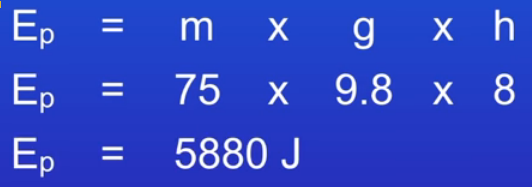 Ep = m x g x h
Ep = 75 x 9.8 x 8
Ep = 5880 J